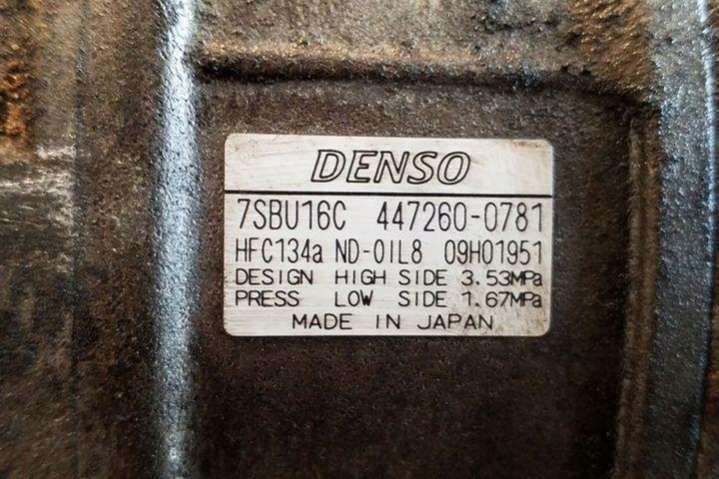 DENSO
7SBU16C 447260-0781
HFC134a ND-OIL8 09H01951
DESIGN HIGH SIDE 3.53MPa
PRESS LOW SIDE 1.67MPa
MADE IN JAPAN